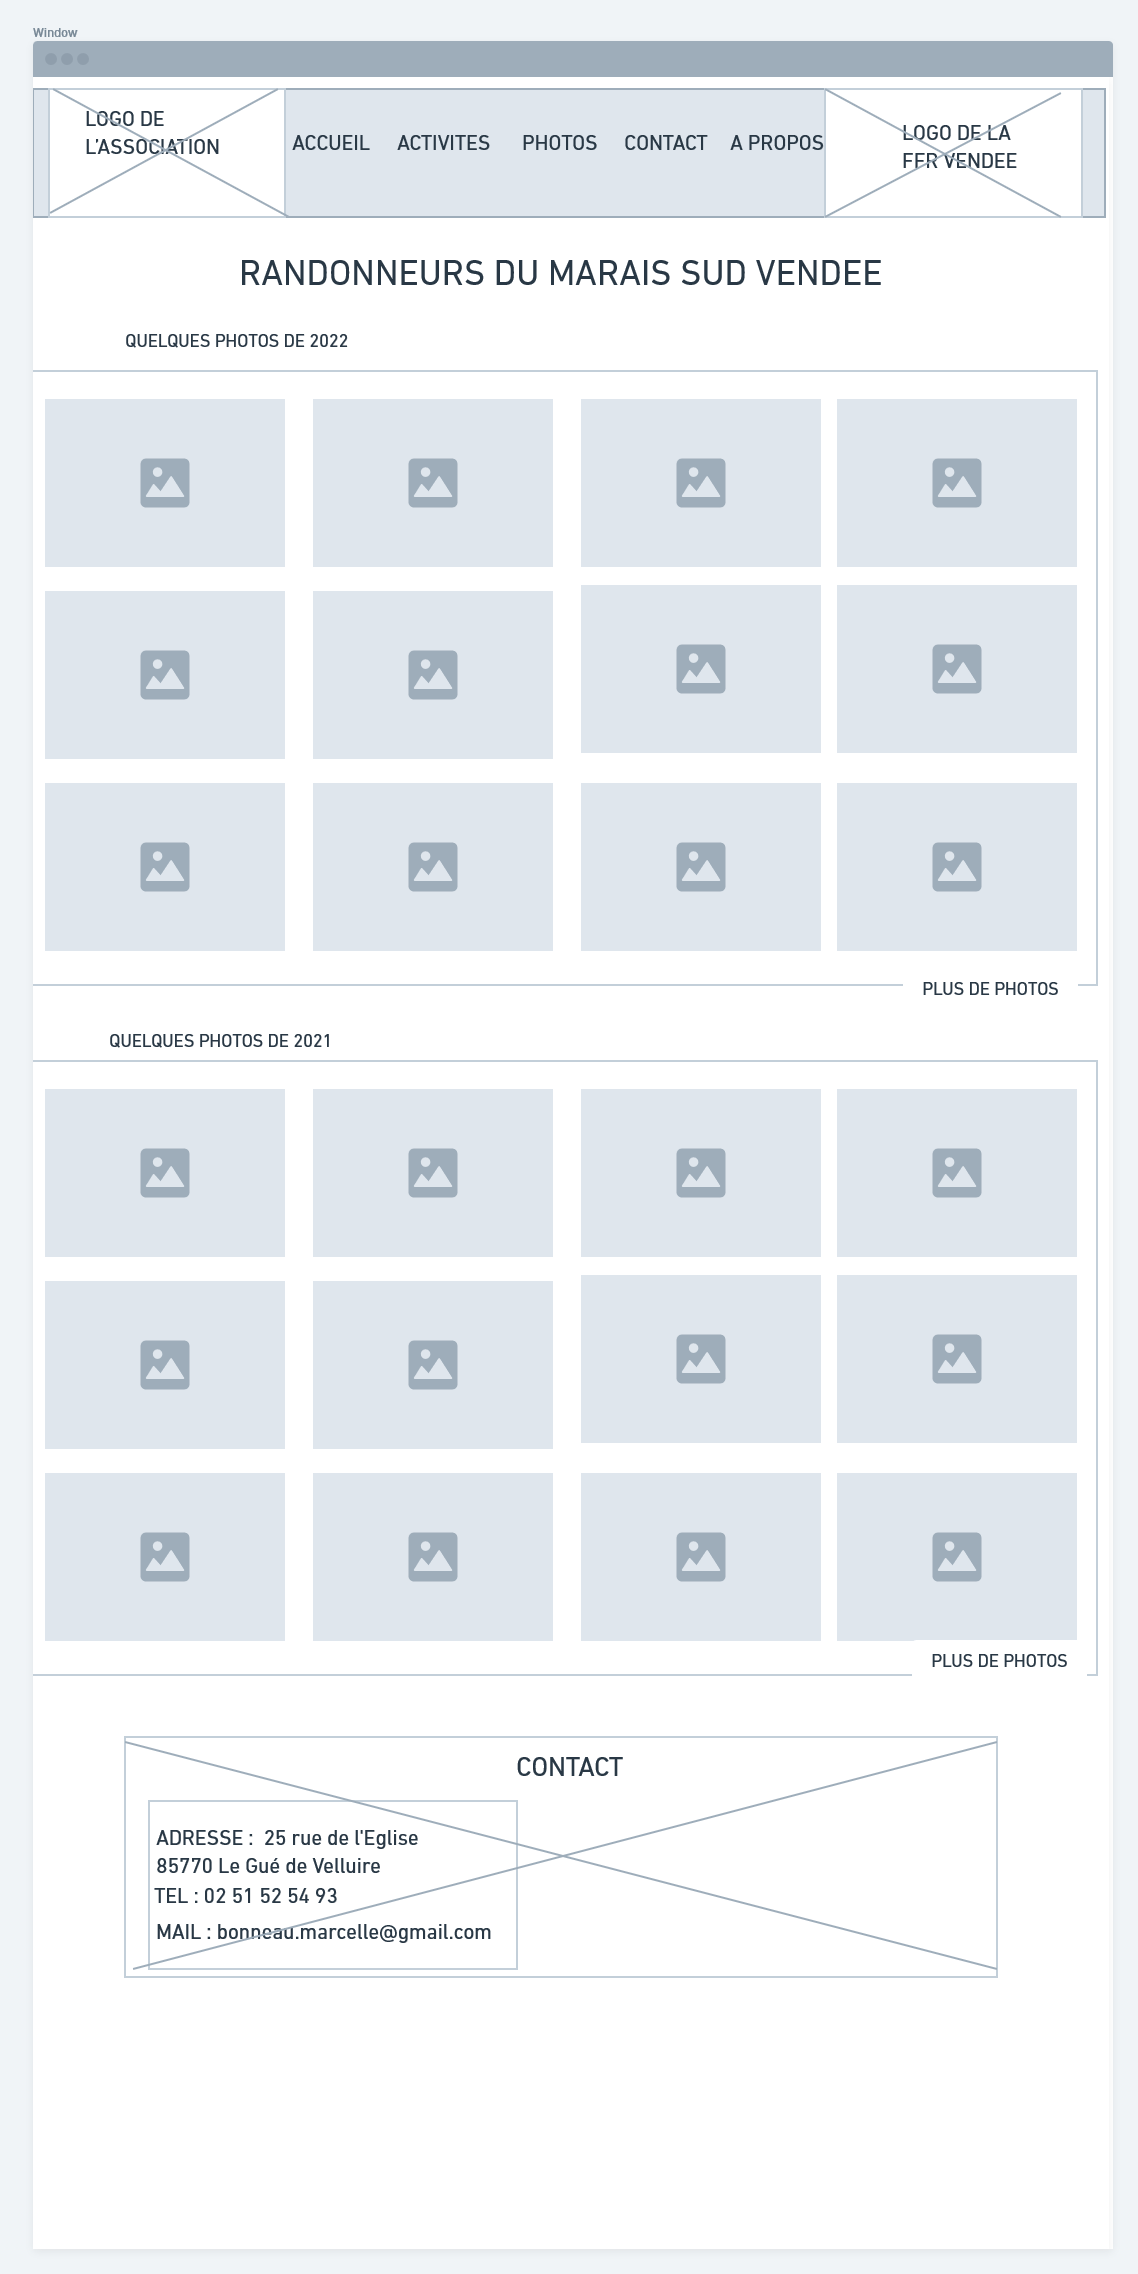 Window
LOGO DE
L'ASSOCIATION
ACCUEIL ACTIVITES PHOTOS CONTACT A PROPOS
LOGO DE LA
FFR VENDEE
RANDONNEURS DU MARAIS SUD VENDEE
QUELQUES PHOTOS DE 2022
PLUS DE PHOTOS
QUELQUES PHOTOS DE 2021
PLUS DE PHOTOS
CONTACT
ADRESSE : 25 rue de l'Eglise
85770 Le Gué de Velluire
TEL : 02 51 52 54 93
MAIL : bonneau.marcelle@gmail.com